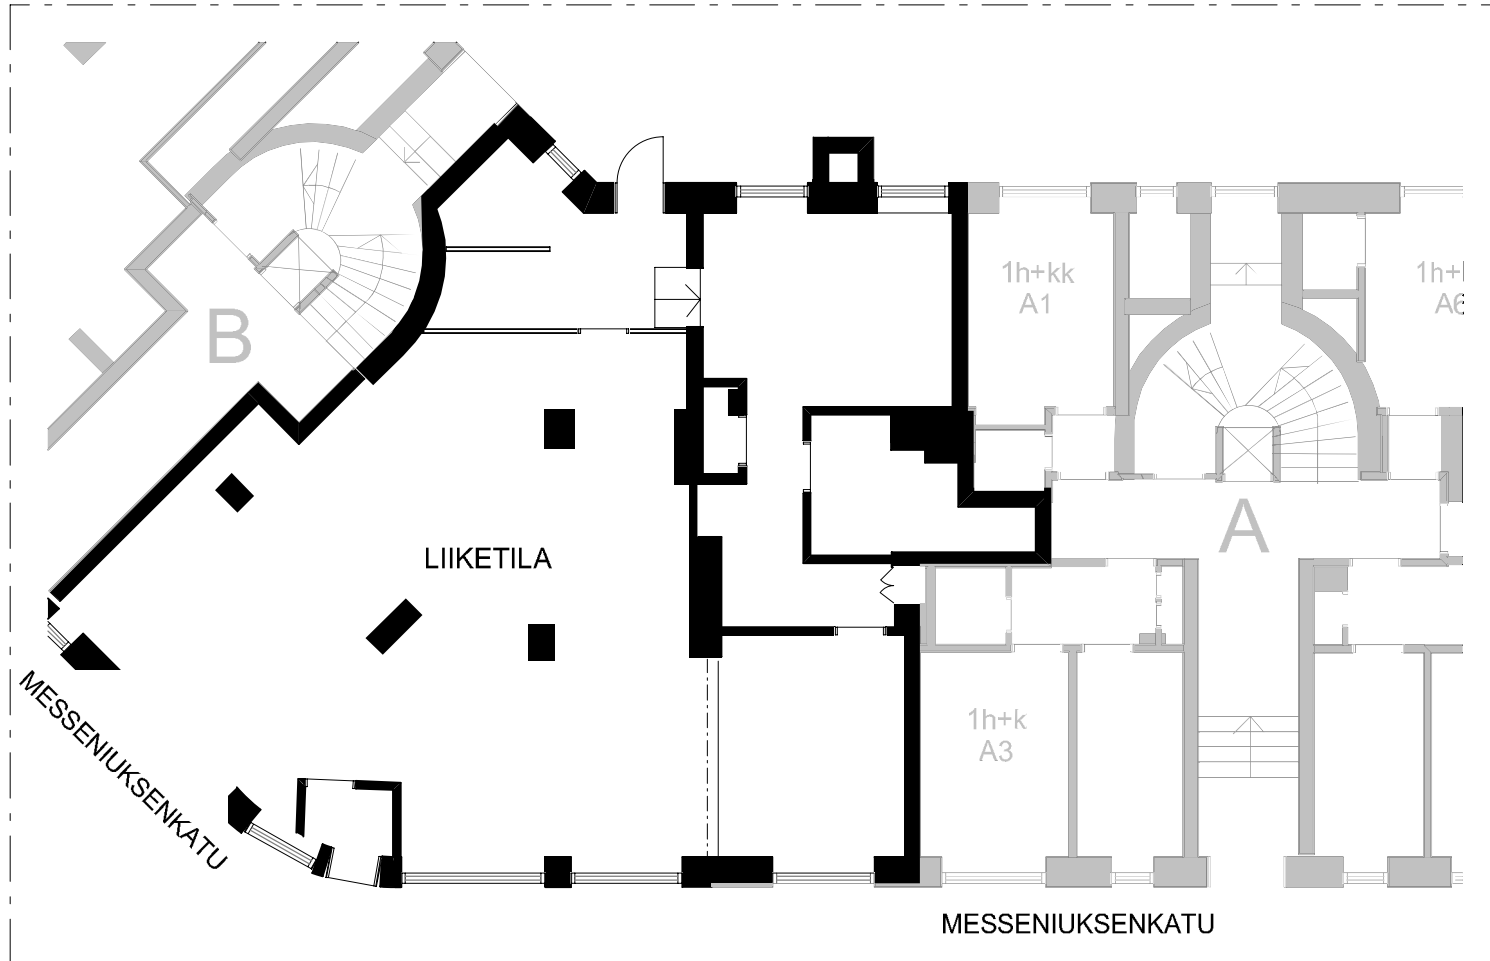 1h+kk
A1
1h+
A6
B
A
LIIKETILA
MESSENIUKSENKATU
1h+k
A3
MESSENIUKSENKATU